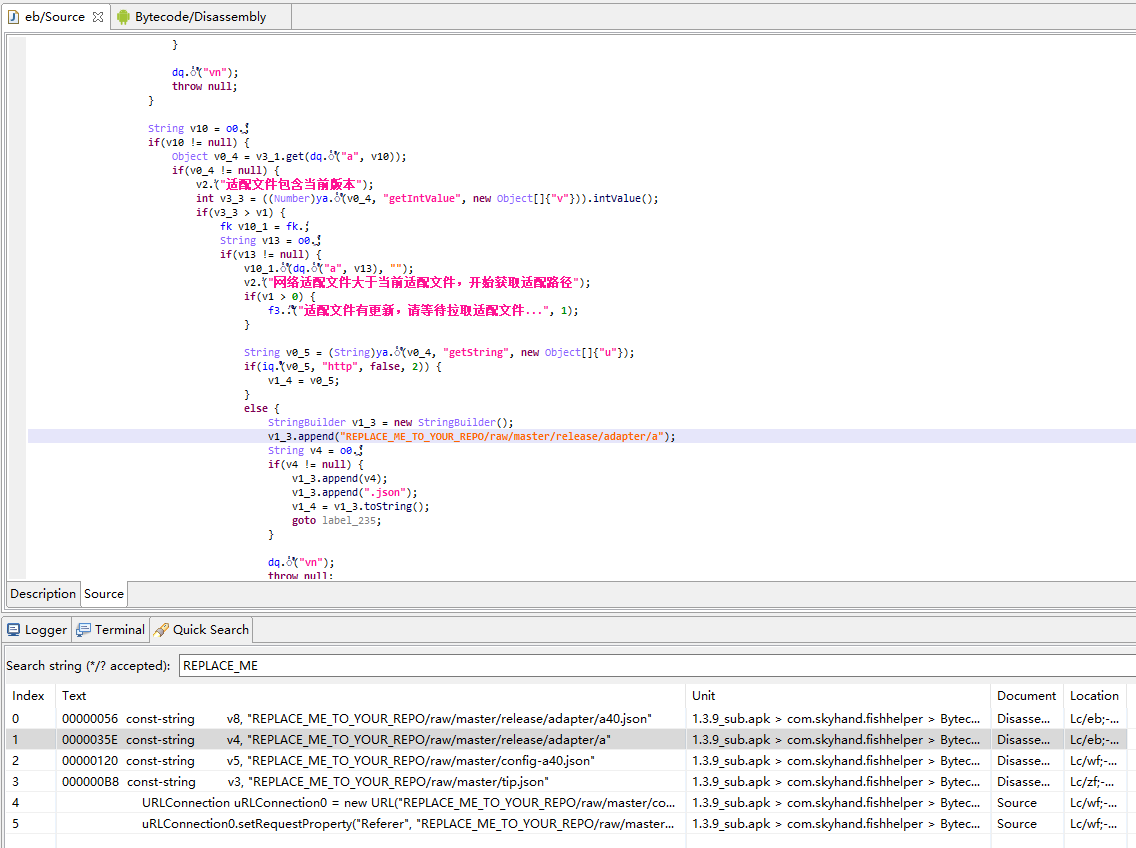 eb/Source
Bytecode/Disassembly
}
dq.("vn");
throw null;
}
String v10 = o0.;
if(v10 != null) {
Object v0_4 = v3_1.get(dq.("a", v10));
if(v0_4 != null) {
v2.("适配文件包含当前版本");
int v3_3 = ((Number)ya.(v0_4, "getIntValue", new Object[]{"v"})).intValue();
if(v3_3 > v1) {
fk v10_1 = fk.;
String v13 = o0.;
if(v13 != null) {
v10_1.(dq.("a", v13), "");
v2.("网络适配文件大于当前适配文件，开始获取适配路径");
if(v1 > 0) {
f3.("适配文件有更新，请等待拉取适配文件...", 1);
}
String v0_5 = (String)ya.(v0_4, "getString", new Object[]{"u"});
if(iq.(v0_5, "http", false, 2)) {
v1_4 = v0_5;
}
else {
StringBuilder v1_3 = new StringBuilder();
v1_3.append("REPLACE_ME_TO_YOUR_REPO/raw/master/release/adapter/a");
String v4 = o0.;
if(v4 != null) {
v1_3.append(v4);
v1_3.append(".json");
v1_4 = v1_3.toString();
goto label_235;
}
dq.("vn");
throw null;
Description Source
Logger Terminal Quick Search
Search string (*/? accepted): REPLACE_ME
Index Text Unit Document Location
0 00000056 const-string v8, "REPLACE_ME_TO_YOUR_REPO/raw/master/release/adapter/a40.json" 1.3.9_sub.apk > com.skyhand.fishhelper > Bytec... Disasse... Lc/eb;-...
1 0000035E const-string v4, "REPLACE_ME_TO_YOUR_REPO/raw/master/release/adapter/a" 1.3.9_sub.apk > com.skyhand.fishhelper > Bytec... Disasse... Lc/eb;-...
2 00000120 const-string v5, "REPLACE_ME_TO_YOUR_REPO/raw/master/config-a40.json" 1.3.9_sub.apk > com.skyhand.fishhelper > Bytec... Disasse... Lc/wf;-...
3 000000B8 const-string v3, "REPLACE_ME_TO_YOUR_REPO/raw/master/tip.json" 1.3.9_sub.apk > com.skyhand.fishhelper > Bytec... Disasse... Lc/zf;-...
4 URLConnection uRLConnection0 = new URL("REPLACE_ME_TO_YOUR_REPO/raw/master/co... 1.3.9_sub.apk > com.skyhand.fishhelper > Bytec... Source Lc/wf;-...
5 uRLConnection0.setRequestProperty("Referer", "REPLACE_ME_TO_YOUR_REPO/raw/master... 1.3.9_sub.apk > com.skyhand.fishhelper > Bytec... Source Lc/wf;-...